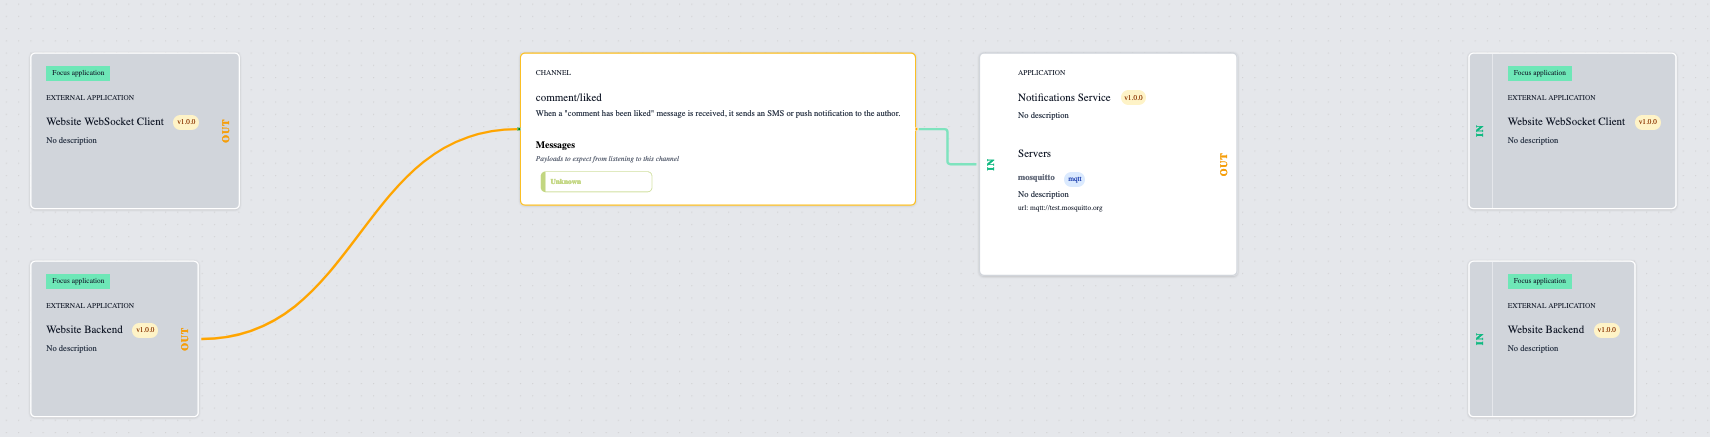 Focus application
EXTERNAL APPLICATION
Website WebSocket Client v1.0.0
No description
OUT
Focus application
EXTERNAL APPLICATION
Website Backend v1.0.0
No description
OUT
CHANNEL
comment/liked
When a "comment has been liked" message is received, it sends an SMS or push notification to the author.
Messages
Payloads to expect from listening to this channel
Unknown
IN
APPLICATION
Notifications Service v1.0.0
No description
Servers
mosquitto mqtt
No description
url: mqtt://test.mosquitto.org
OUT
IN
Focus application
EXTERNAL APPLICATION
Website WebSocket Client v1.0.0
No description
IN
Focus application
EXTERNAL APPLICATION
Website Backend v1.0.0
No description